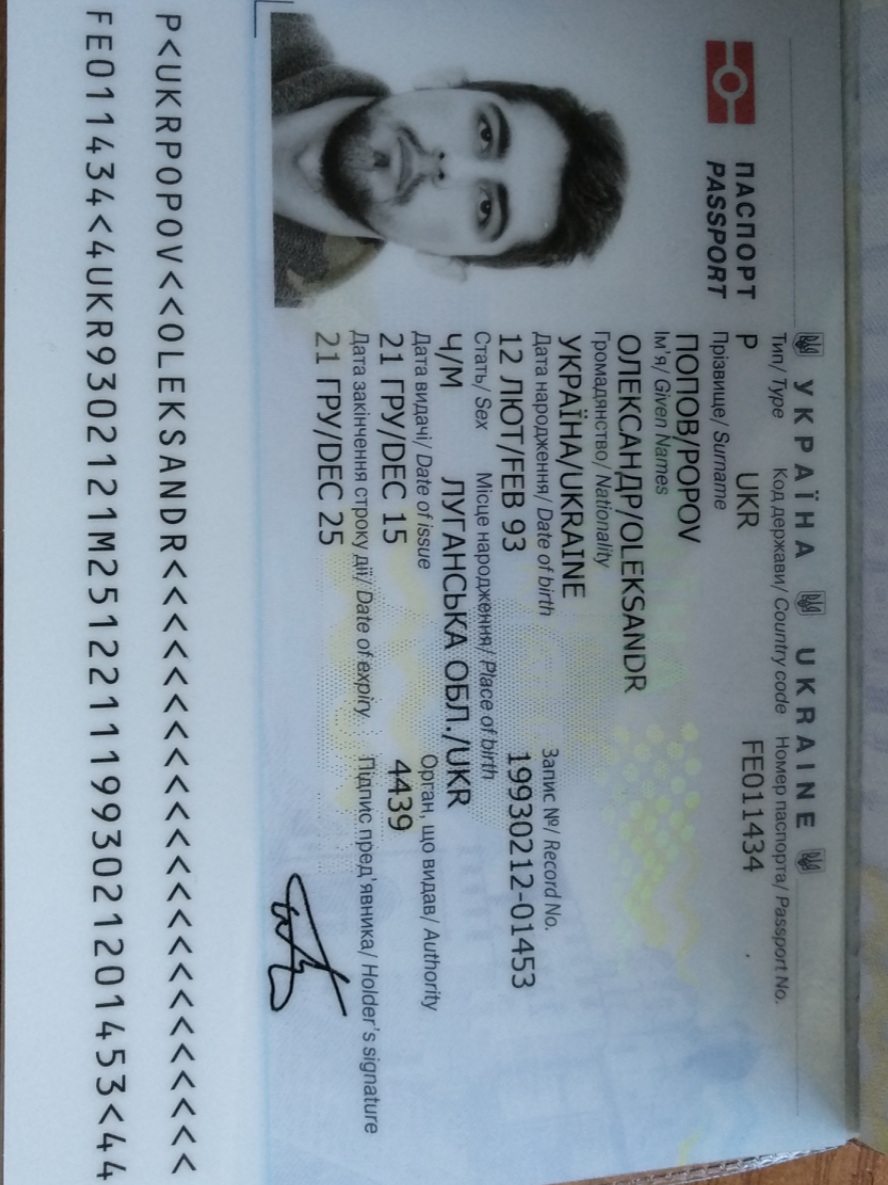 УКРАЇНА UKRAINE
ПАСПОРТ
PASSPORT
Тип/ Type Код держави/ Country code Номер паспорта/ Passport No.
P UKR FE011434
Прізвище/ Surname
ПОПОВ/POPOV
Ім'я/ Given Names
ОЛЕКСАНДР/OLEKSANDR
Громадянство/ Nationality
УКРАЇНА/UKRAINE
Дата народження/ Date of birth Запис №/ Record No.
12 ЛЮТ/FEB 93 19930212-01453
Стать/ Sex Місце народження/ Place of birth
Ч/M ЛУГАНСЬКА ОБЛ./UKR
Дата видачі/ Date of issue Орган, що видав/ Authority
21 ГРУ/DEC 15 4439
Дата закінчення строку дії/ Date of expiry Підпис пред'явника/ Holder's signature
21 ГРУ/DEC 25
P<UKRPOPOV<<OLEKSANDR<<<<<<<<<<<<<<<<<<<<<<<
FE011434<4UKR9302121M2512211199302120145​3<44